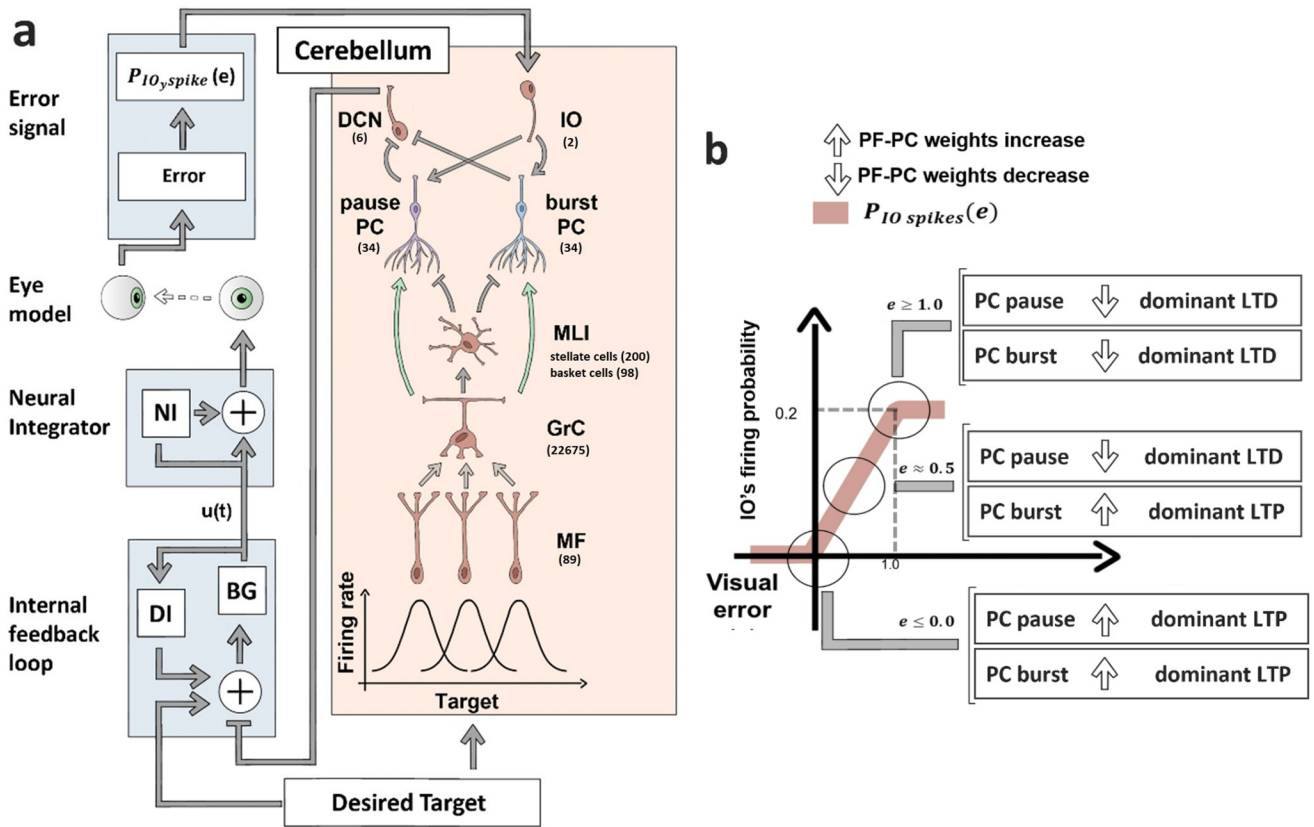 a
Error
signal
P_IO_y spike (e)
Error
Eye
model
Neural
Integrator
NI
+
u(t)
Internal
feedback
loop
DI
BG
+
Cerebellum
DCN
(6)
IO
(2)
pause
PC
(34)
burst
PC
(34)
MLI
stellate cells (200)
basket cells (98)
GrC
(22675)
MF
(89)
Firing rate
Target
Desired Target
b
PF-PC weights increase
PF-PC weights decrease
P_IO spikes(e)
IO's firing probability
0.2
1.0
Visual
error
e ≥ 1.0
PC pause dominant LTD
PC burst dominant LTD
e ≈ 0.5
PC pause dominant LTD
PC burst dominant LTP
e ≤ 0.0
PC pause dominant LTP
PC burst dominant LTP